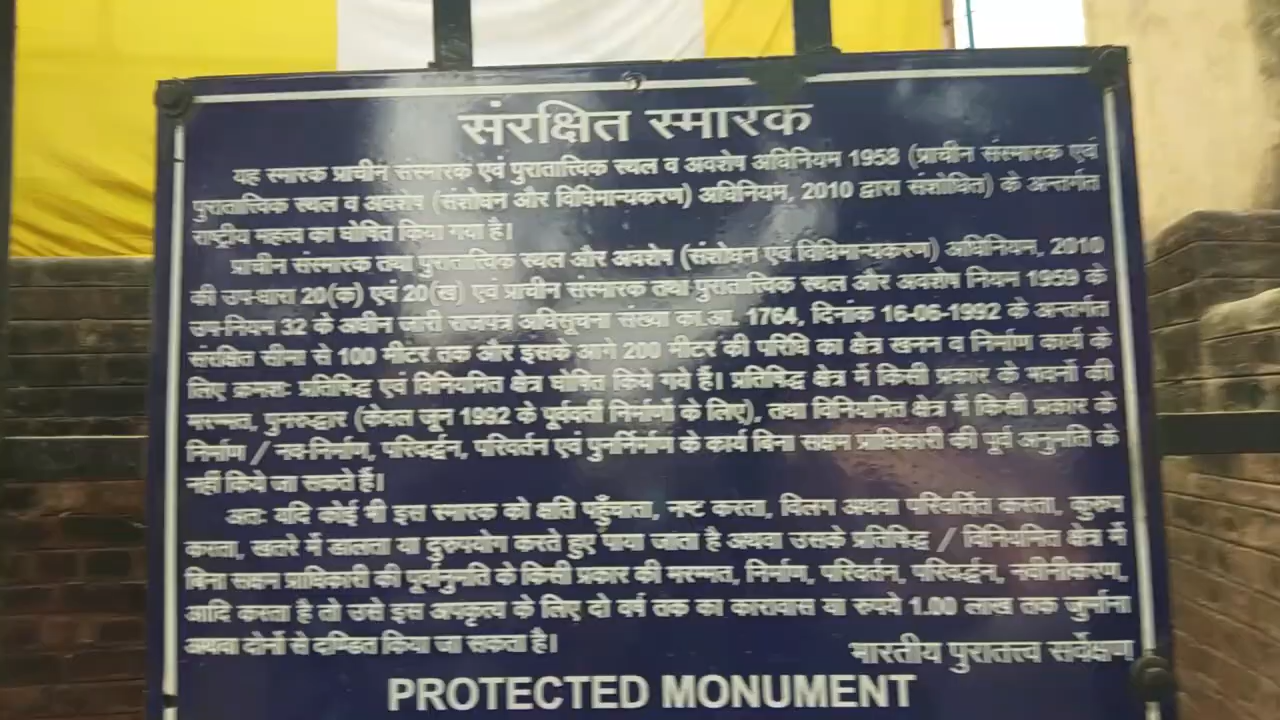 संरक्षित स्मारक
यह स्मारक प्राचीन संस्मारक एवं पुरातात्विक स्थल व अवशेष अधिनियम 1958 (प्राचीन संस्मारक एवं
पुरातात्विक स्थल व अवशेष (संशोधन और विधिमान्यकरण) अधिनियम, 2010 द्वारा संशोधित) के अन्तर्गत
राष्ट्रीय महत्व का घोषित किया गया है।
प्राचीन संस्मारक तथा पुरातात्विक स्थल और अवशेष (संशोधन एवं विधिमान्यकरण) अधिनियम, 2010
की उप-धारा 20(क) एवं 20(ख) एवं प्राचीन संस्मारक तथा पुरातात्विक स्थल और अवशेष नियम 1959 के
उप-नियम 32 के अधीन जारी राजपत्र अधिसूचना संख्या का.आ. 1764, दिनांक 16-06-1992 के अन्तर्गत
संरक्षित सीमा से 100 मीटर तक और इसके आगे 200 मीटर की परिधि का क्षेत्र खनन व निर्माण कार्य के
लिए क्रमशः प्रतिषिद्ध एवं विनियमित क्षेत्र घोषित किये गये हैं। प्रतिषिद्ध क्षेत्र में किसी प्रकार के भवनों की
मरम्मत, पुनरुद्धार (केवल जून 1992 के पूर्ववर्ती निर्माणों के लिए), तथा विनियमित क्षेत्र में किसी प्रकार के
निर्माण / नव-निर्माण, परिवर्द्धन, परिवर्तन एवं पुनर्निर्माण के कार्य बिना सक्षम प्राधिकारी की पूर्व अनुमति के
नहीं किये जा सकते हैं।
अतः यदि कोई भी इस स्मारक को क्षति पहुँचाता, नष्ट करता, विलग अथवा परिवर्तित करता, कुरुप
करता, खतरे में डालता या दुरुपयोग करते हुए पाया जाता है अथवा उसके प्रतिषिद्ध / विनियमित क्षेत्र में
बिना सक्षम प्राधिकारी की पूर्वानुमति के किसी प्रकार की मरम्मत, निर्माण, परिवर्तन, परिवर्द्धन, नवीनीकरण,
आदि करता है तो उसे इस अपकृत्य के लिए दो वर्ष तक का कारावास या रुपये 1.00 लाख तक जुर्माना
अथवा दोनों से दण्डित किया जा सकता है।
भारतीय पुरातत्त्व सर्वेक्षण
PROTECTED MONUMENT